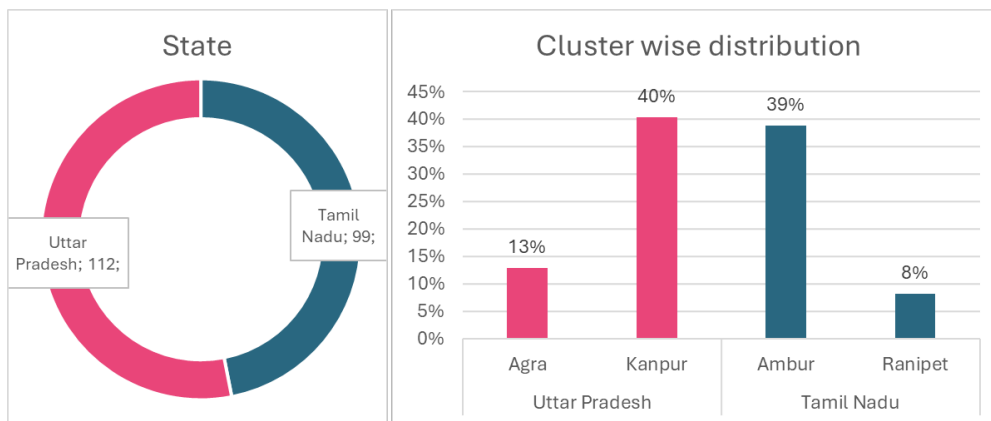 State
Uttar
Pradesh; 112;
Tamil
Nadu; 99;
Cluster wise distribution
45%
40%
35%
30%
25%
20%
15%
10%
5%
0%
13%
40%
39%
8%
Agra Kanpur Ambur Ranipet
Uttar Pradesh Tamil Nadu